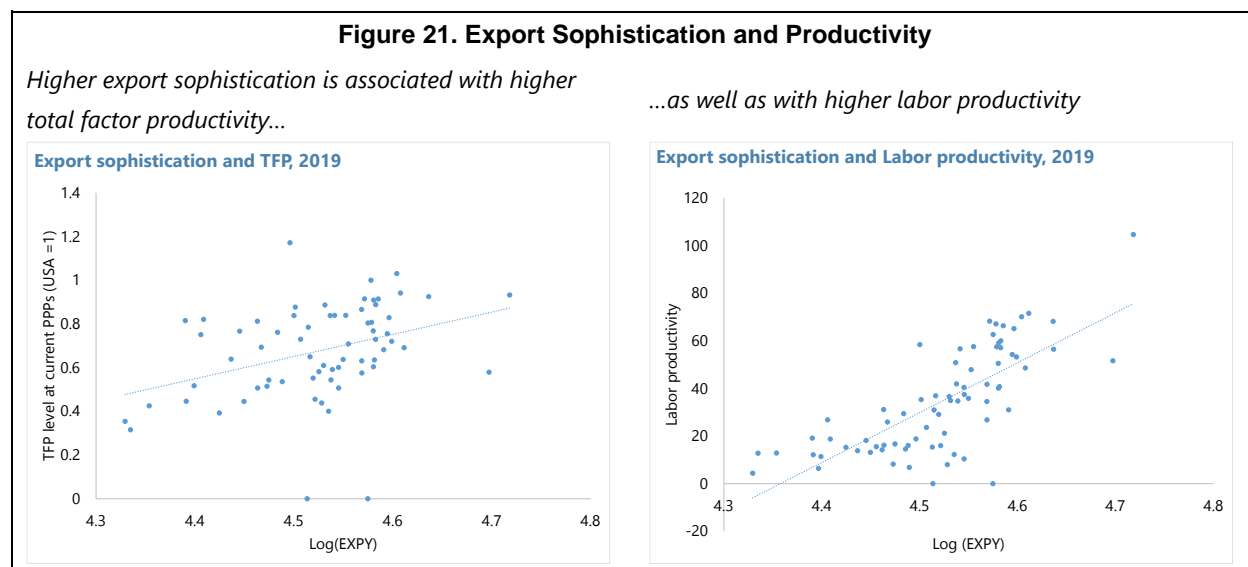 Figure 21. Export Sophistication and Productivity
Higher export sophistication is associated with higher
total factor productivity...
...as well as with higher labor productivity
Export sophistication and TFP, 2019
TFP level at current PPPs (USA =1)
1.4
1.2
1
0.8
0.6
0.4
0.2
0
4.3 4.4 4.5 4.6 4.7 4.8
Log(EXPY)
Export sophistication and Labor productivity, 2019
Labor productivity
120
100
80
60
40
20
0
-20
4.3 4.4 4.5 4.6 4.7 4.8
Log (EXPY)